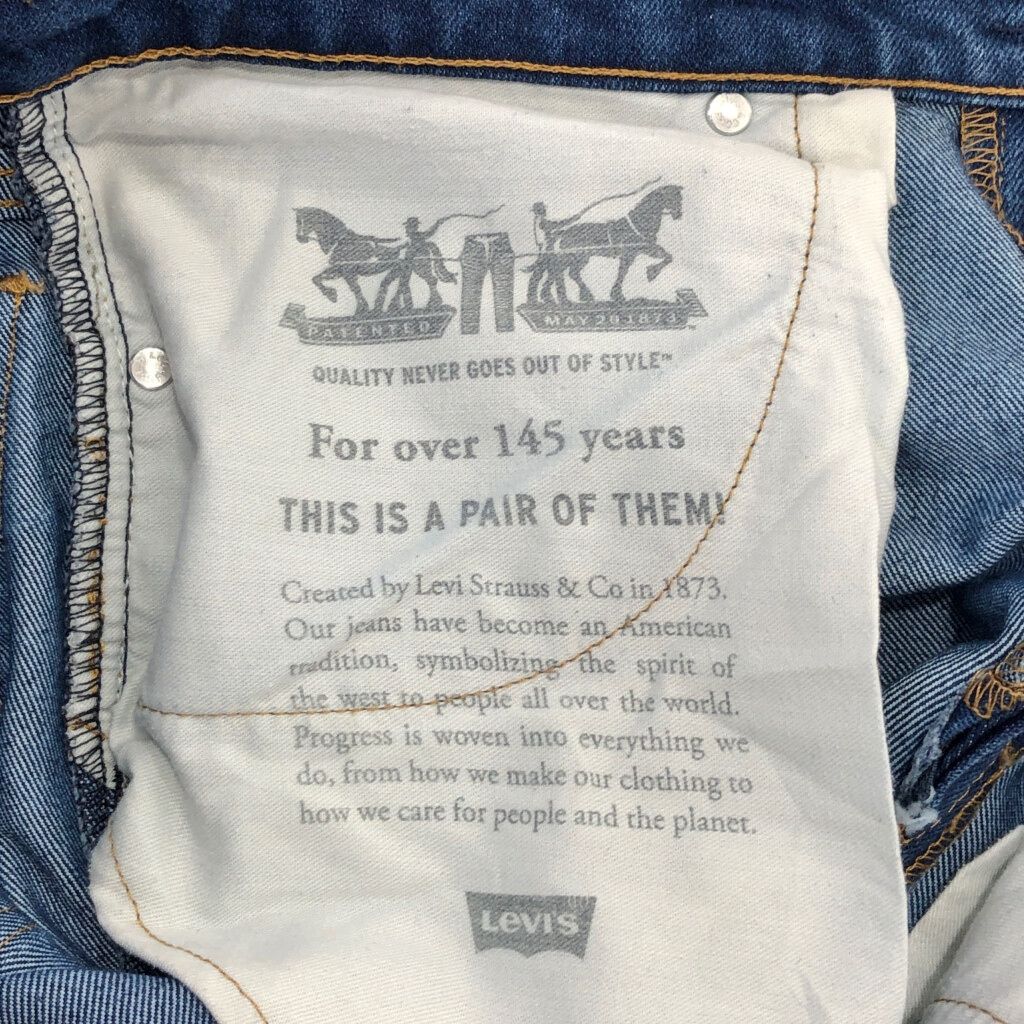 PATENTED MAY 20 1873
QUALITY NEVER GOES OUT OF STYLE™
For over 145 years
THIS IS A PAIR OF THEM!
Created by Levi Strauss & Co in 1873.
Our jeans have become an American
tradition, symbolizing the spirit of
the west to people all over the world.
Progress is woven into everything we
do, from how we make our clothing to
how we care for people and the planet.
LEVI'S